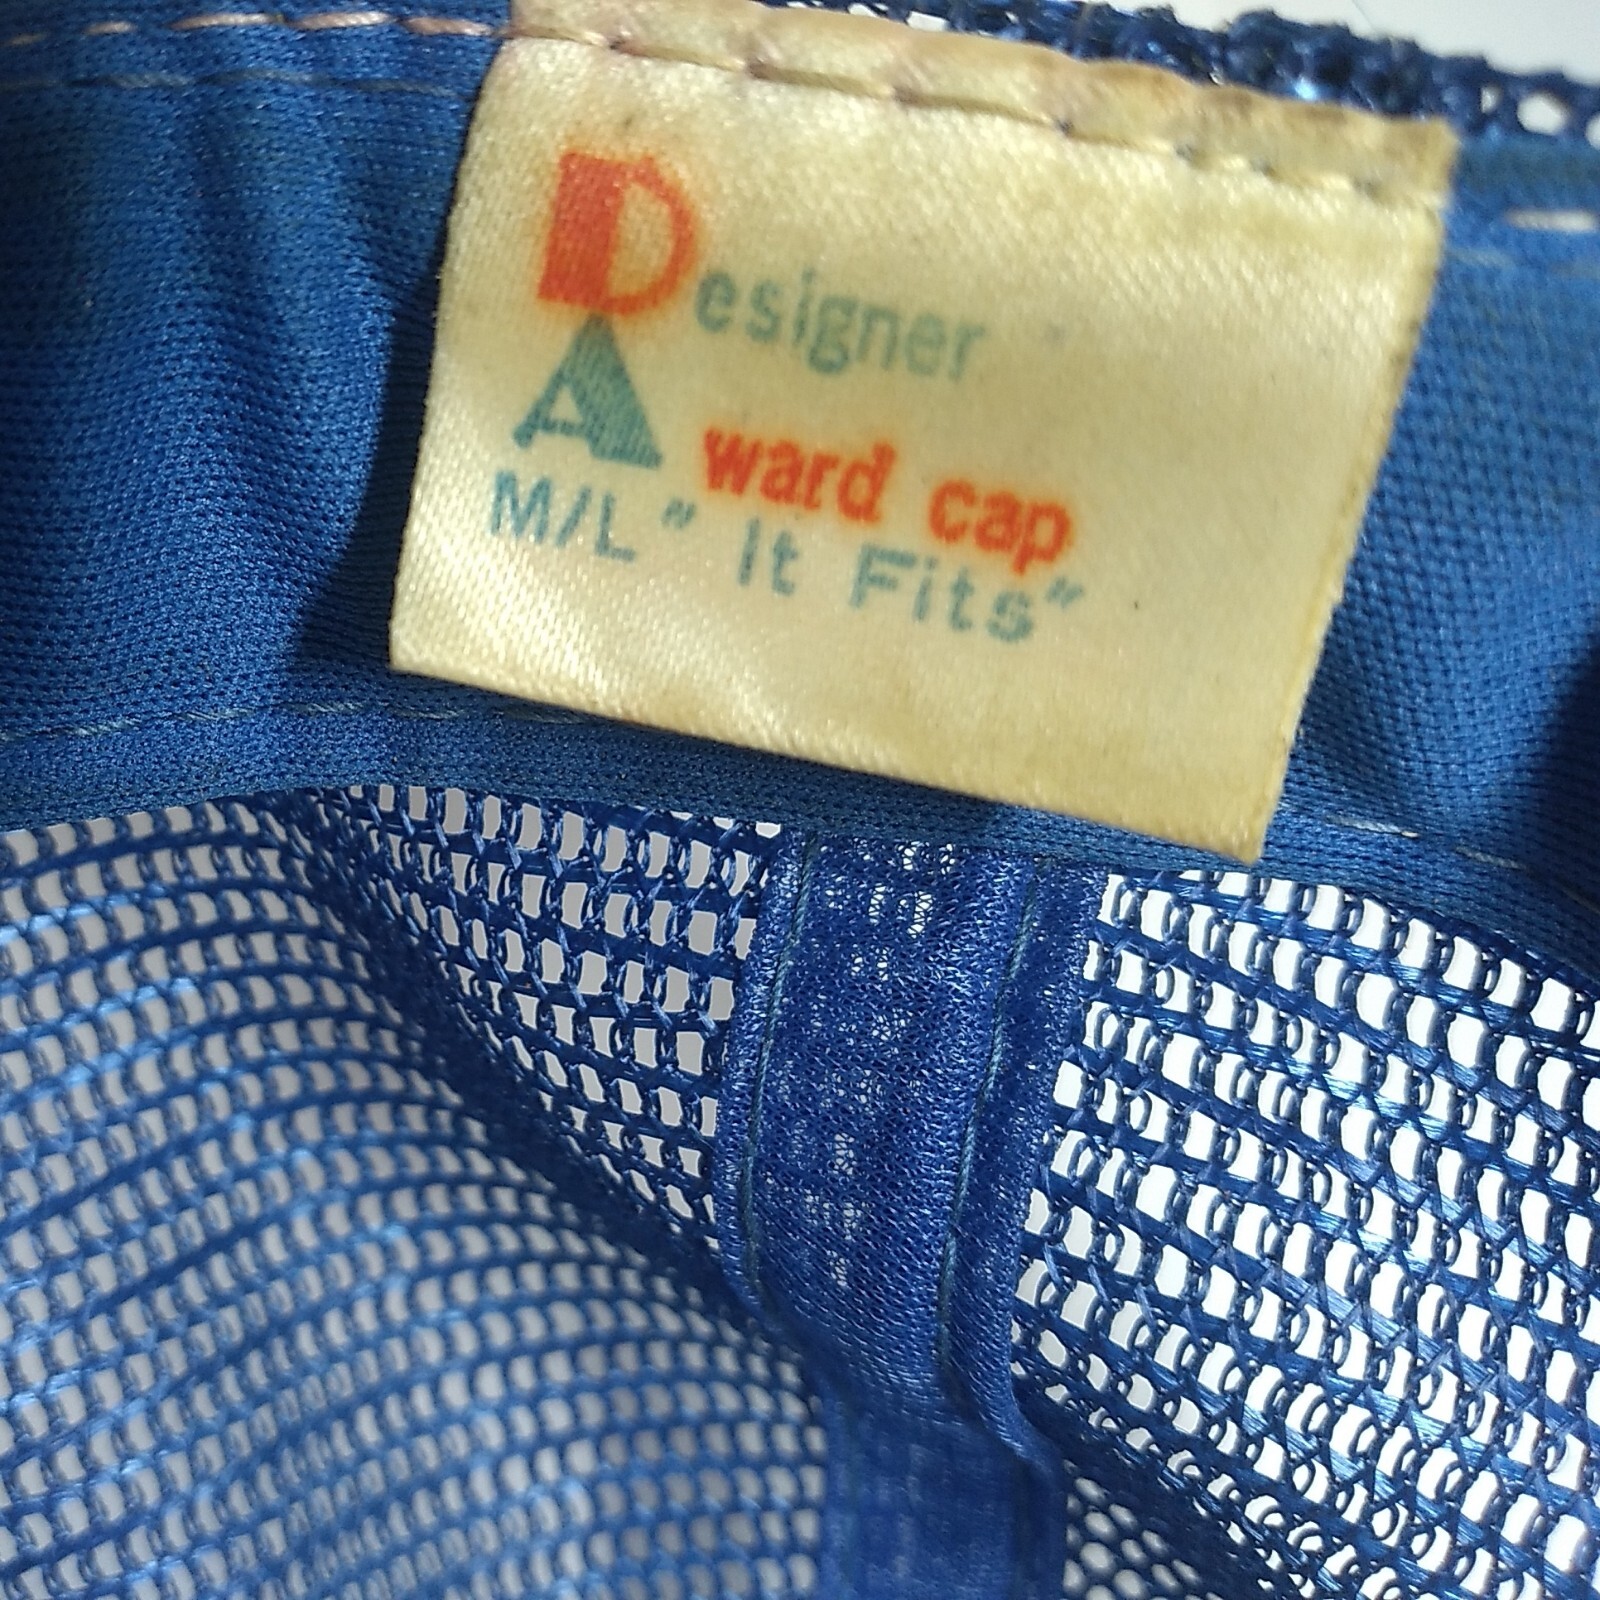 Designer
Award cap
M/L " It Fits"